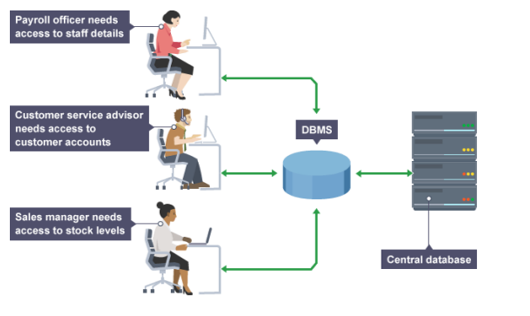 Payroll officer needs
access to staff details
Customer service advisor
needs access to
customer accounts
DBMS
Sales manager needs
access to stock levels
Central database